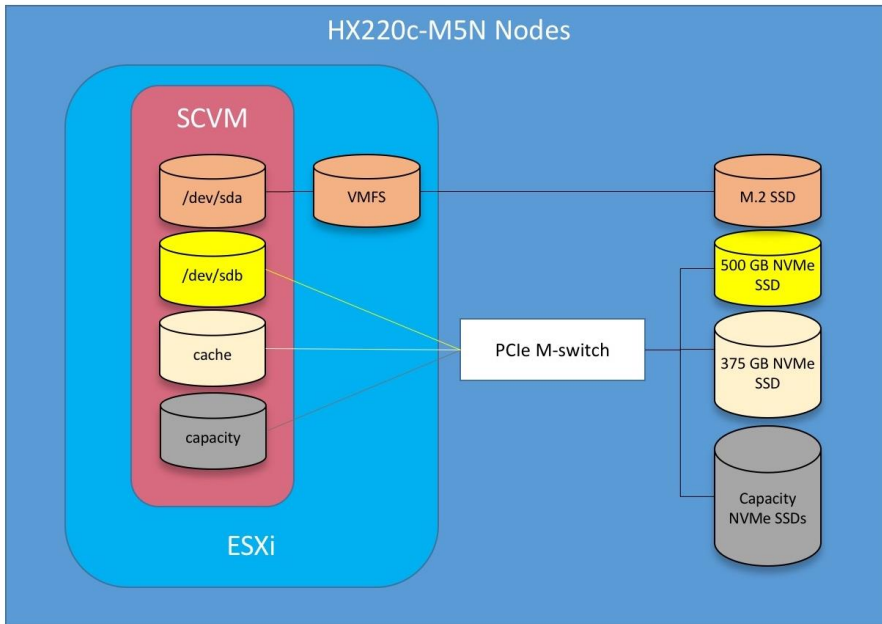 HX220c-M5N Nodes
SCVM
/dev/sda
VMFS
M.2 SSD
/dev/sdb
500 GB NVMe
SSD
cache
PCIe M-switch
375 GB NVMe
SSD
capacity
Capacity
NVMe SSDs
ESXi